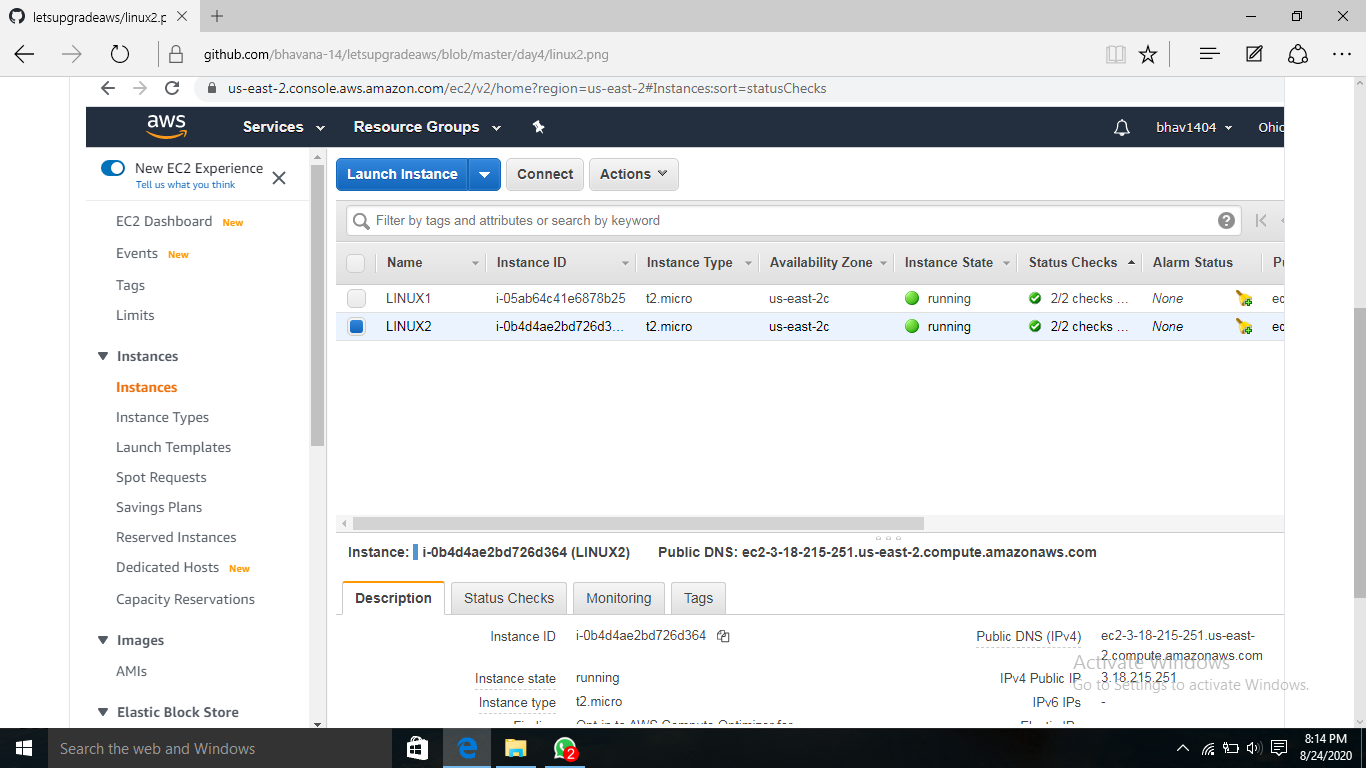 letsupgradeaws/linux2.p
github.com/bhavana-14/letsupgradeaws/blob/master/day4/linux2.png
us-east-2.console.aws.amazon.com/ec2/v2/home?region=us-east-2#Instances:sort=statusChecks
aws Services Resource Groups bhav1404 Ohio
New EC2 Experience
Tell us what you think
EC2 Dashboard New
Events New
Tags
Limits
Instances
Instances
Instance Types
Launch Templates
Spot Requests
Savings Plans
Reserved Instances
Dedicated Hosts New
Capacity Reservations
Images
AMIs
Elastic Block Store
Launch Instance Connect Actions
Filter by tags and attributes or search by keyword
Name Instance ID Instance Type Availability Zone Instance State Status Checks Alarm Status Pu
LINUX1 i-05ab64c41e6878b25 t2.micro us-east-2c running 2/2 checks ... None ec
LINUX2 i-0b4d4ae2bd726d3... t2.micro us-east-2c running 2/2 checks ... None ec
Instance: i-0b4d4ae2bd726d364 (LINUX2) Public DNS: ec2-3-18-215-251.us-east-2.compute.amazonaws.com
Description Status Checks Monitoring Tags
Instance ID i-0b4d4ae2bd726d364 Public DNS (IPv4) ec2-3-18-215-251.us-east-
2.compute.amazonaws.com
Instance state running IPv4 Public IP 3.18.215.251
Instance type t2.micro IPv6 IPs -
Opt-in to AWS Compute Optimizer for
Activate Windows
Go to Settings to activate Windows.
Search the web and Windows
2
8:14 PM
8/24/2020